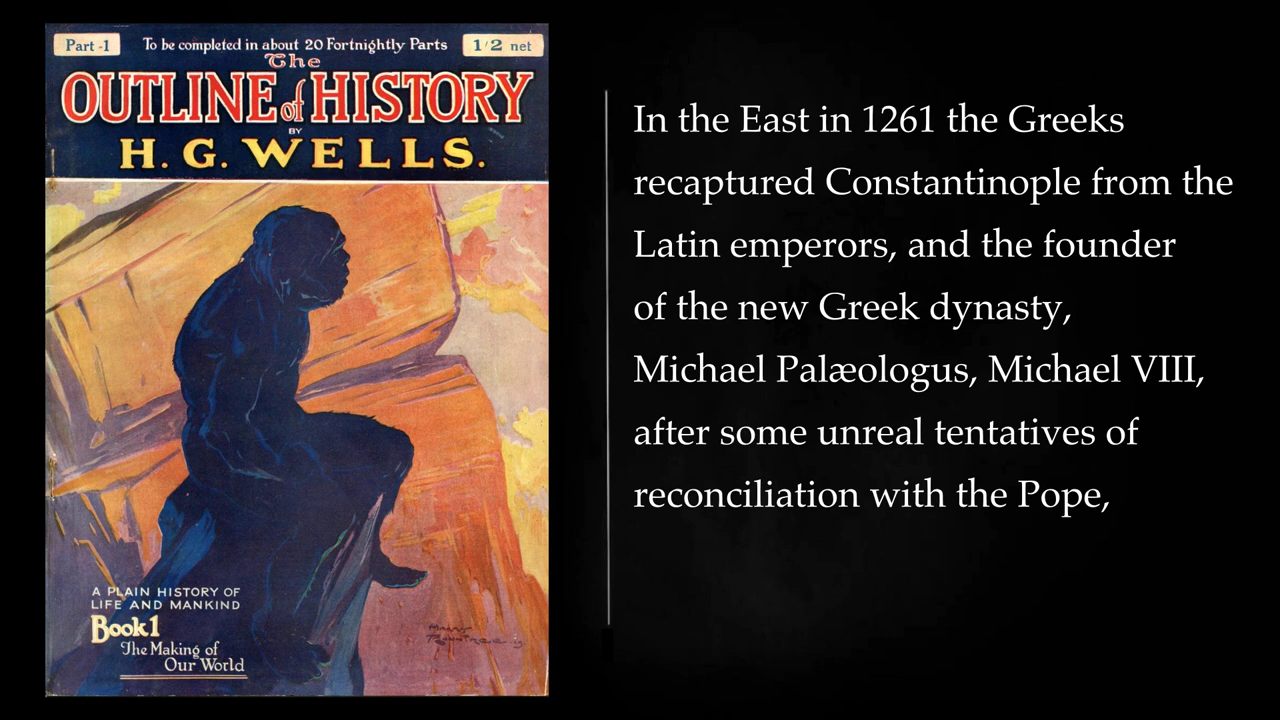 Part -1
To be completed in about 20 Fortnightly Parts
1/2 net
The
OUTLINE of HISTORY
BY
H. G. WELLS.
A PLAIN HISTORY OF
LIFE AND MANKIND
Book 1
The Making of
Our World
In the East in 1261 the Greeks
recaptured Constantinople from the
Latin emperors, and the founder
of the new Greek dynasty,
Michael Palæologus, Michael VIII,
after some unreal tentatives of
reconciliation with the Pope,